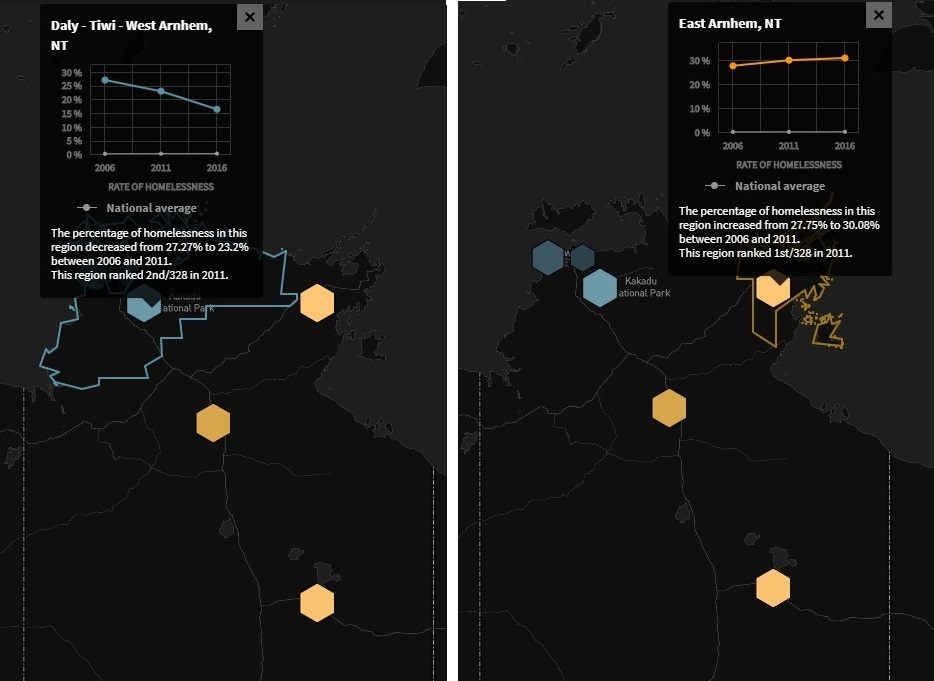 Daly - Tiwi - West Arnhem,
NT
30 %
25 %
20 %
15 %
10 %
5 %
0 %
2006 2011 2016
RATE OF HOMELESSNESS
National average
The percentage of homelessness in this
region decreased from 27.27% to 23.2%
between 2006 and 2011.
This region ranked 2nd/328 in 2011.
Kakadu
ational Park
East Arnhem, NT
30 %
20 %
10 %
0 %
2006 2011 2016
RATE OF HOMELESSNESS
National average
The percentage of homelessness in this
region increased from 27.75% to 30.08%
between 2006 and 2011.
This region ranked 1st/328 in 2011.
Kakadu
ational Park